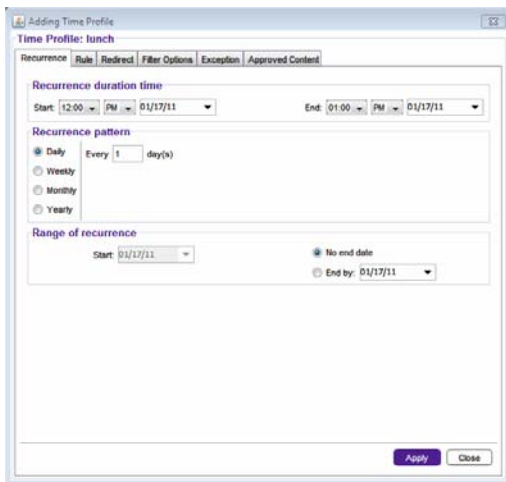 Adding Time Profile
Time Profile: lunch
Recurrence Rule Redirect Filter Options Exception Approved Content
Recurrence duration time
Start: 12:00 PM 01/17/11 End: 01:00 PM 01/17/11
Recurrence pattern
Daily Every 1 day(s)
Weekly
Monthly
Yearly
Range of recurrence
Start: 01/17/11 No end date
End by: 01/17/11
Apply Close